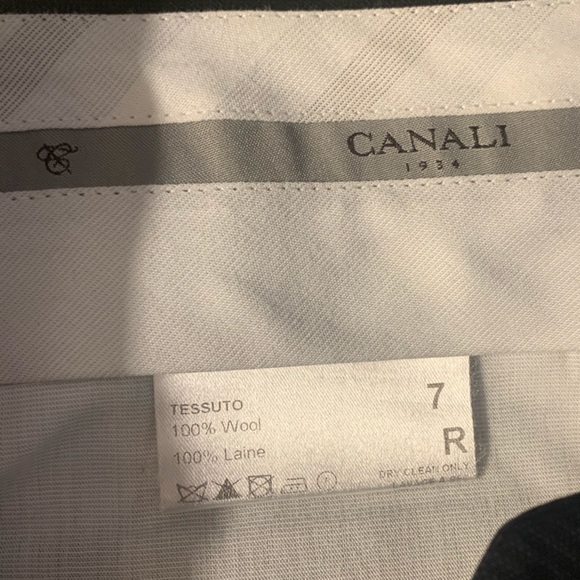 CANALI
1934
TESSUTO
100% Wool
100% Laine
7
R
DRY CLEAN ONLY